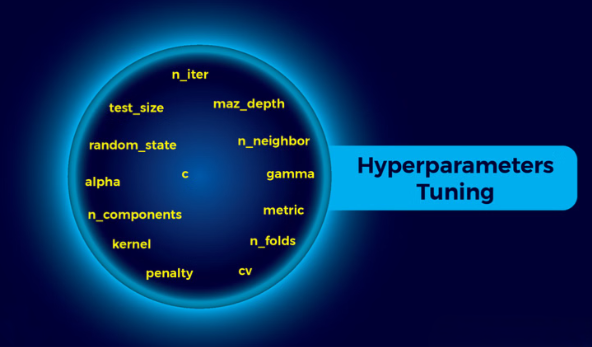 n_iter
test_size
maz_depth
random_state
n_neighbor
alpha
c
gamma
n_components
metric
kernel
n_folds
penalty
cv
Hyperparameters
Tuning